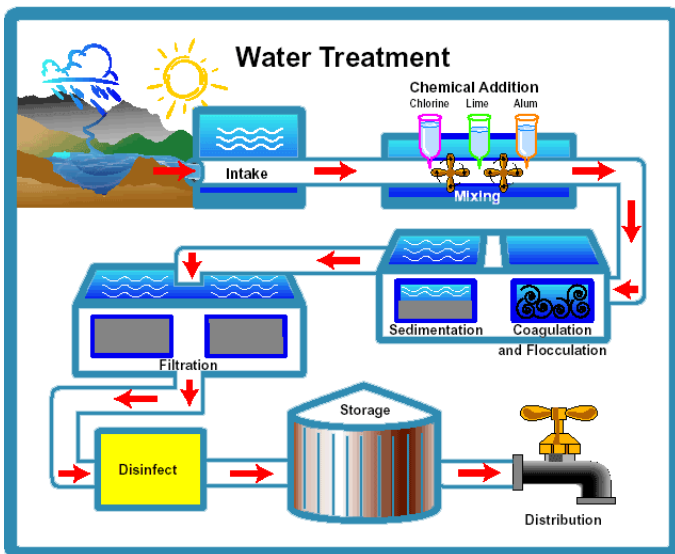 Water Treatment
Chemical Addition
Chlorine Lime Alum
Intake
Mixing
Sedimentation
Coagulation
and Flocculation
Filtration
Disinfect
Storage
Distribution